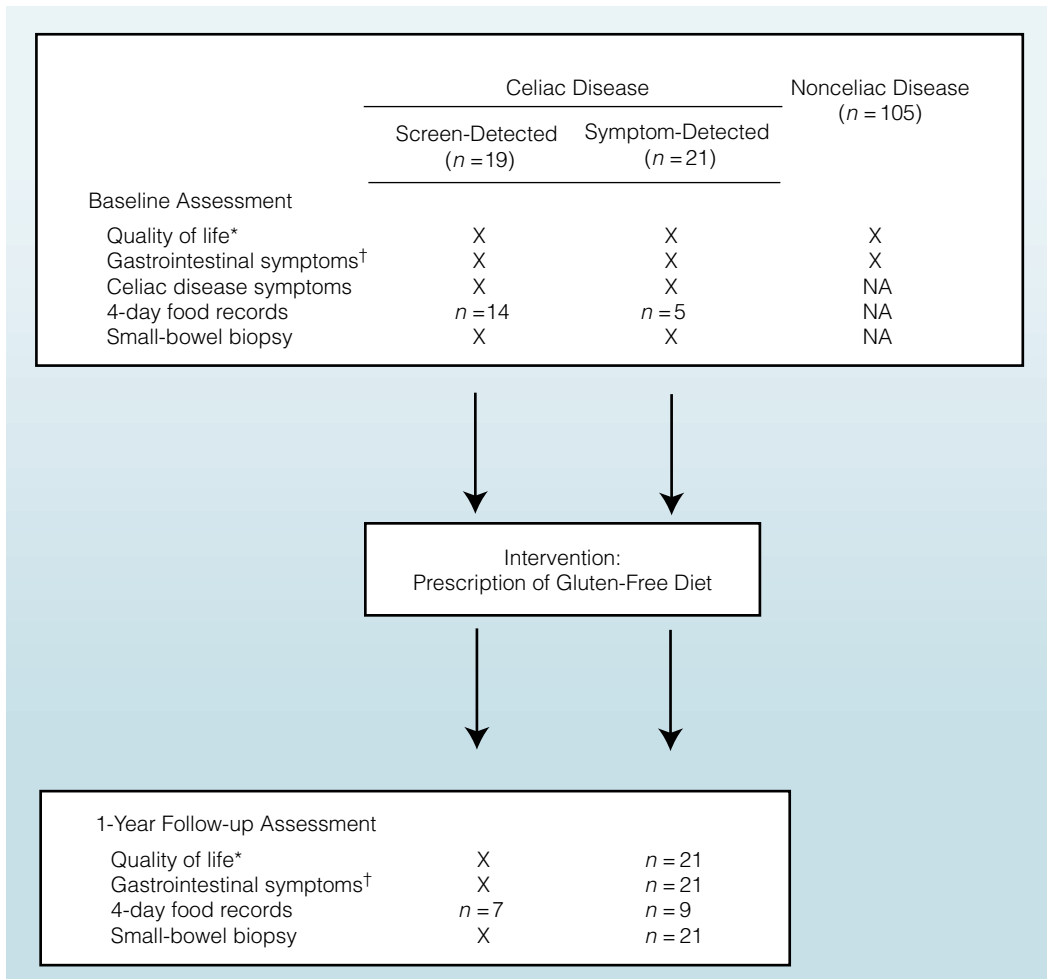 Celiac Disease Nonceliac Disease
(n = 105)
Screen-Detected Symptom-Detected
(n = 19) (n = 21)
Baseline Assessment
Quality of life* X X X
Gastrointestinal symptoms† X X X
Celiac disease symptoms X X NA
4-day food records n = 14 n = 5 NA
Small-bowel biopsy X X NA
Intervention:
Prescription of Gluten-Free Diet
1-Year Follow-up Assessment
Quality of life* X n = 21
Gastrointestinal symptoms† X n = 21
4-day food records n = 7 n = 9
Small-bowel biopsy X n = 21